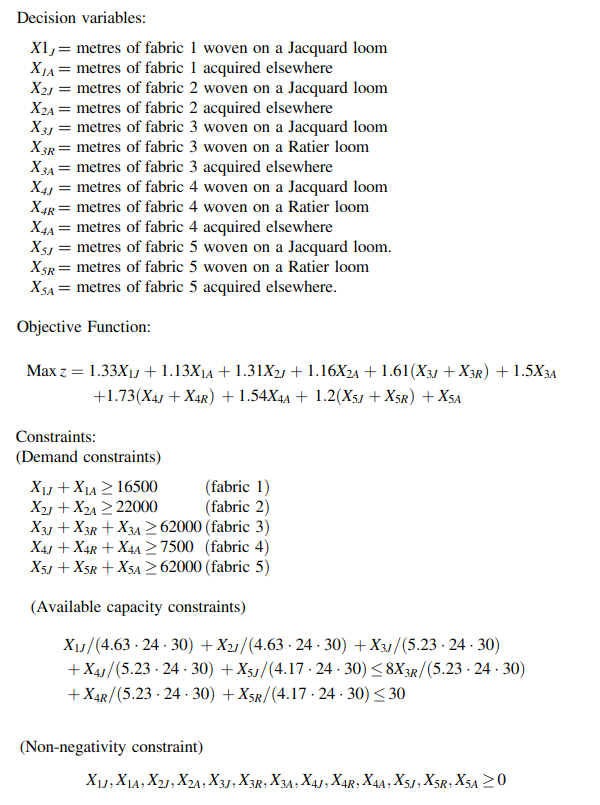 Decision variables:
X1J = metres of fabric 1 woven on a Jacquard loom
X1A = metres of fabric 1 acquired elsewhere
X2J = metres of fabric 2 woven on a Jacquard loom
X2A = metres of fabric 2 acquired elsewhere
X3J = metres of fabric 3 woven on a Jacquard loom
X3R = metres of fabric 3 woven on a Ratier loom
X3A = metres of fabric 3 acquired elsewhere
X4J = metres of fabric 4 woven on a Jacquard loom
X4R = metres of fabric 4 woven on a Ratier loom
X4A = metres of fabric 4 acquired elsewhere
X5J = metres of fabric 5 woven on a Jacquard loom.
X5R = metres of fabric 5 woven on a Ratier loom
X5A = metres of fabric 5 acquired elsewhere.
Objective Function:
Max z = 1.33X1J + 1.13X1A + 1.31X2J + 1.16X2A + 1.61(X3J + X3R) + 1.5X3A
+1.73(X4J + X4R) + 1.54X4A + 1.2(X5J + X5R) + X5A
Constraints:
(Demand constraints)
X1J + X1A ≥ 16500 (fabric 1)
X2J + X2A ≥ 22000 (fabric 2)
X3J + X3R + X3A ≥ 62000 (fabric 3)
X4J + X4R + X4A ≥ 7500 (fabric 4)
X5J + X5R + X5A ≥ 62000 (fabric 5)
(Available capacity constraints)
X1J/(4.63 · 24 · 30) + X2J/(4.63 · 24 · 30) + X3J/(5.23 · 24 · 30)
+ X4J/(5.23 · 24 · 30) + X5J/(4.17 · 24 · 30) ≤ 8X3R/(5.23 · 24 · 30)
+ X4R/(5.23 · 24 · 30) + X5R/(4.17 · 24 · 30) ≤ 30
(Non-negativity constraint)
X1J, X1A, X2J, X2A, X3J, X3R, X3A, X4J, X4R, X4A, X5J, X5R, X5A ≥ 0